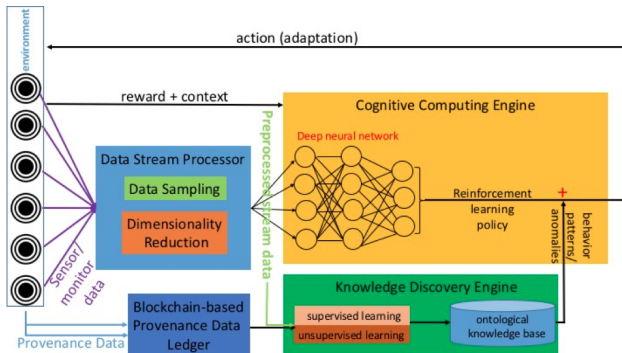 environment
action (adaptation)
reward + context
Cognitive Computing Engine
Deep neural network
Data Stream Processor
Data Sampling
Dimensionality
Reduction
Preprocessed stream data
Reinforcement
learning
policy
+
behavior
patterns/
anomalies
Sensor/
monitor
data
Knowledge Discovery Engine
Blockchain-based
Provenance Data
Ledger
supervised learning
unsupervised learning
ontological
knowledge base
Provenance Data